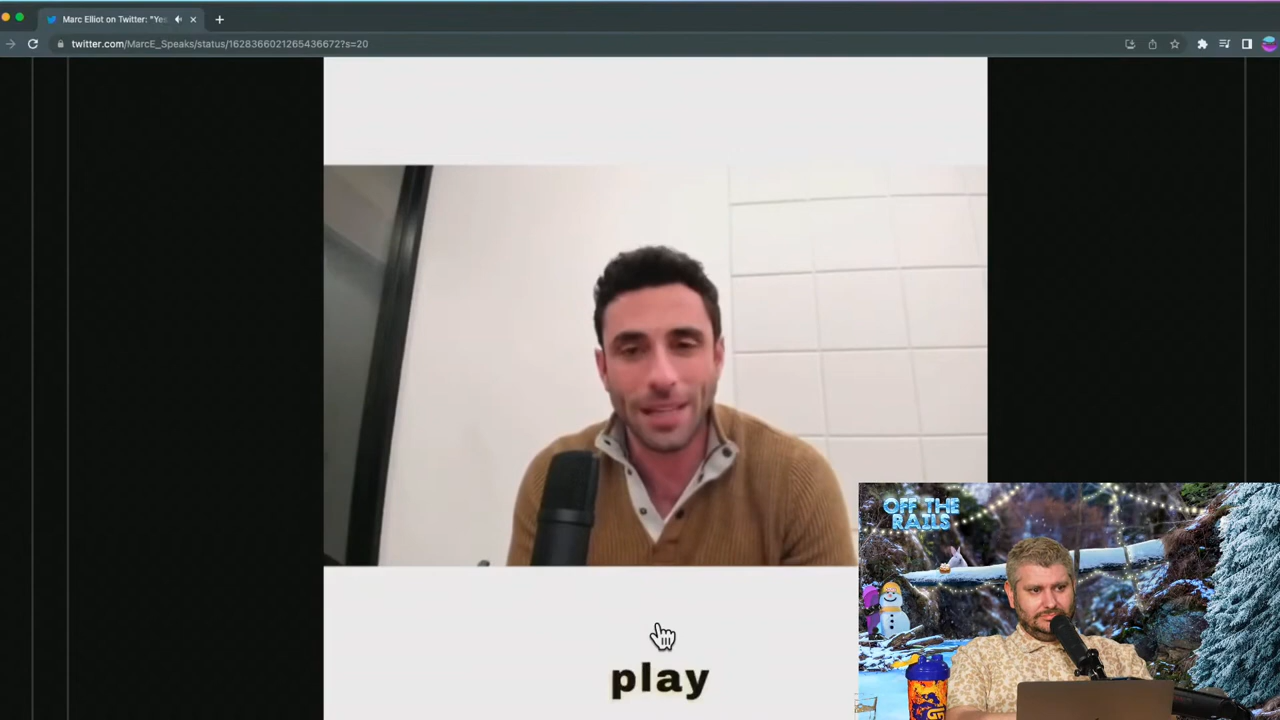 Marc Elliot on Twitter: "Yes
twitter.com/MarcE_Speaks/status/1628366021265436672?s=20
OFF THE
RAILS
play